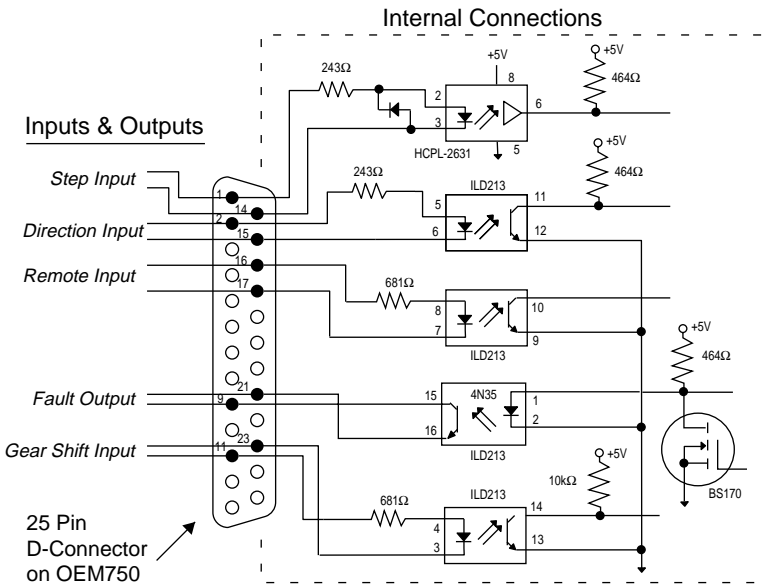 Internal Connections
Inputs & Outputs
Step Input
Direction Input
Remote Input
Fault Output
Gear Shift Input
25 Pin
D-Connector
on OEM750
1
14
2
15
16
17
21
9
23
11
243Ω
2
3
+5V
8
6
5
HCPL-2631
+5V
464Ω
243Ω
ILD213
5
6
11
12
+5V
464Ω
681Ω
8
7
10
9
ILD213
15
16
4N35
1
2
ILD213
+5V
464Ω
BS170
681Ω
ILD213
4
3
14
13
10kΩ
+5V